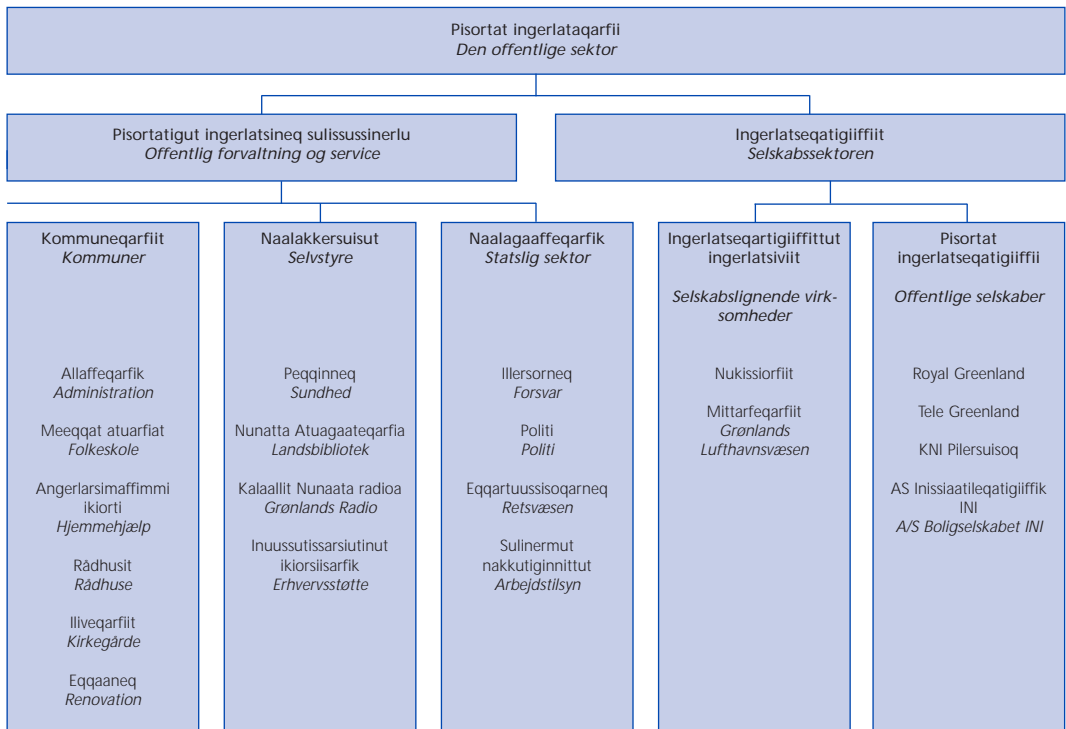 Pisortat ingerlataqarfii
Den offentlige sektor
Pisortatigut ingerlatsineq sulissussinerlu
Offentlig forvaltning og service
Ingerlatseqatigiiffiit
Selskabssektoren
Kommuneqarfiit
Kommuner
Allaffeqarfik
Administration
Meeqqat atuarfiat
Folkeskole
Angerlarsimaffimmi
ikiorti
Hjemmehjælp
Rådhusit
Rådhuse
Iliveqarfiit
Kirkegårde
Eqqaaneq
Renovation
Naalakkersuisut
Selvstyre
Peqqinneq
Sundhed
Nunatta Atuagaateqarfia
Landsbibliotek
Kalaallit Nunaata radioa
Grønlands Radio
Inuussutissarsiutinut
ikiorsiisarfik
Erhvervsstøtte
Naalagaaffeqarfik
Statslig sektor
Illersorneq
Forsvar
Politi
Politi
Eqqartuussisoqarneq
Retsvæsen
Sulinermut
nakkutiginnittut
Arbejdstilsyn
Ingerlatseqartigiiffittut
ingerlatsiviit
Selskabslignende virk-
somheder
Nukissiorfiit
Mittarfeqarfiit
Grønlands
Lufthavnsvæsen
Pisortat
ingerlatseqatigiiffii
Offentlige selskaber
Royal Greenland
Tele Greenland
KNI Pilersuisoq
AS Inissiaatileqatigiiffik
INI
A/S Boligselskabet INI